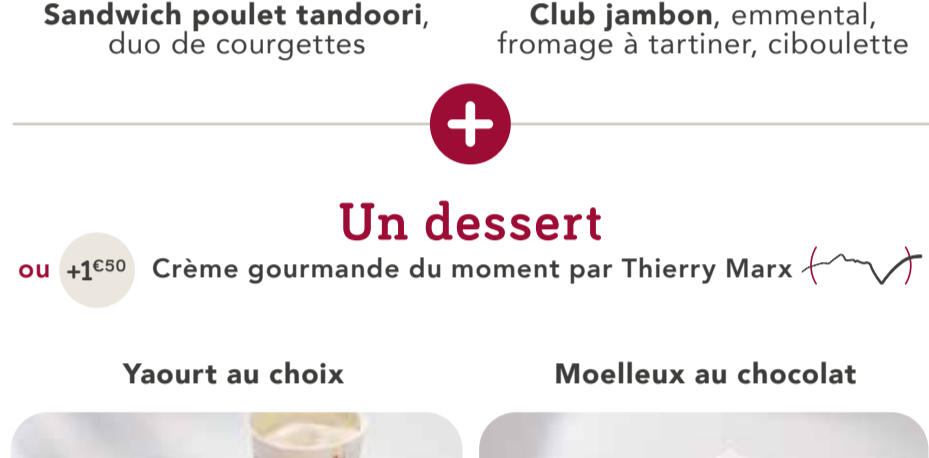 Sandwich poulet tandoori,
duo de courgettes
Club jambon, emmental,
fromage à tartiner, ciboulette
Un dessert
ou +1€50 Crème gourmande du moment par Thierry Marx
Yaourt au choix
Moelleux au chocolat